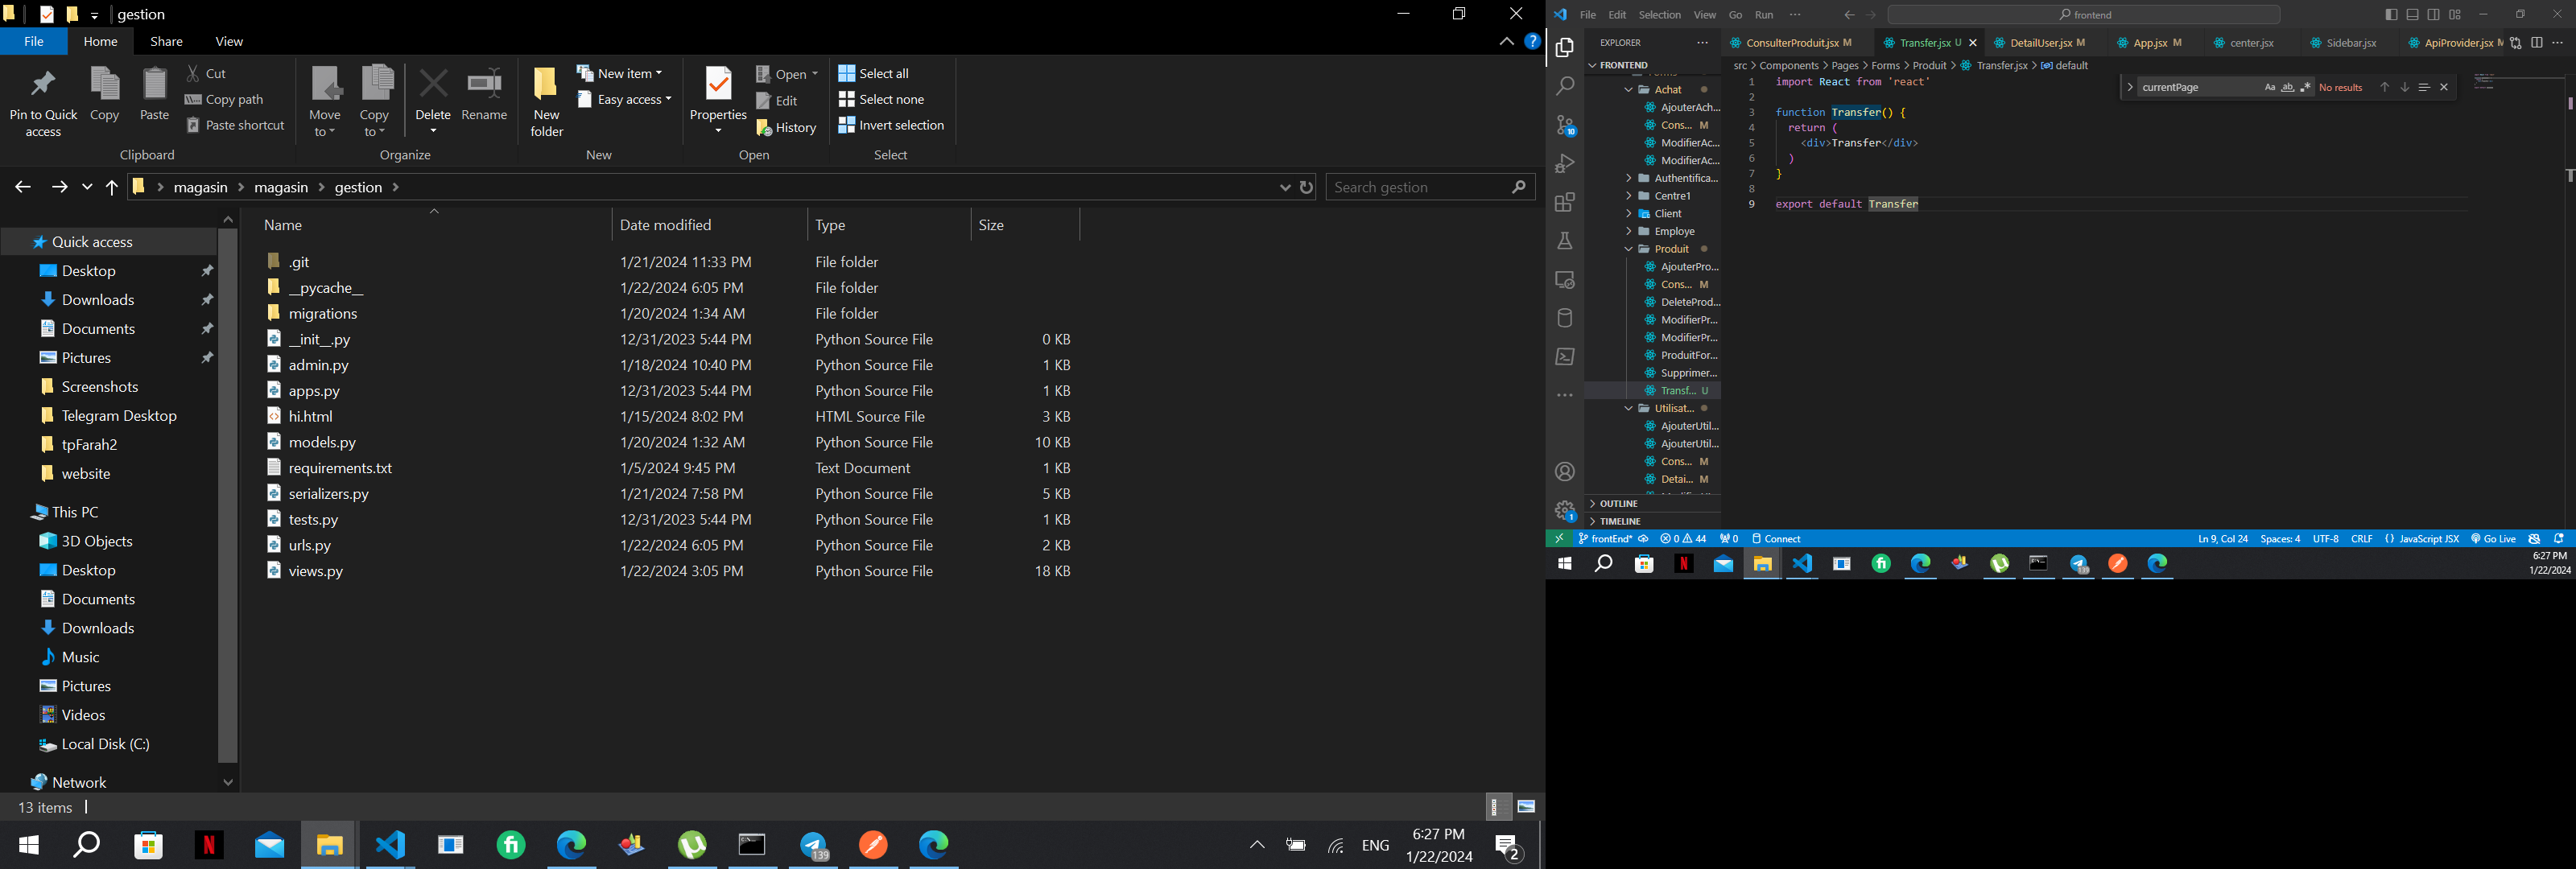 gestion
File
Home
Share
View
Pin to Quick access
Copy
Paste
Cut
Copy path
Paste shortcut
Clipboard
Move to
Copy to
Delete
Rename
Organize
New folder
New item
Easy access
New
Properties
Open
Edit
History
Open
Select all
Select none
Invert selection
Select
magasin
magasin
gestion
Search gestion
Name Date modified Type Size
.git 1/21/2024 11:33 PM File folder
__pycache__ 1/22/2024 6:05 PM File folder
migrations 1/20/2024 1:34 AM File folder
__init__.py 12/31/2023 5:44 PM Python Source File 0 KB
admin.py 1/18/2024 10:40 PM Python Source File 1 KB
apps.py 12/31/2023 5:44 PM Python Source File 1 KB
hi.html 1/15/2024 8:02 PM HTML Source File 3 KB
models.py 1/20/2024 1:32 AM Python Source File 10 KB
requirements.txt 1/5/2024 9:45 PM Text Document 1 KB
serializers.py 1/21/2024 7:58 PM Python Source File 5 KB
tests.py 12/31/2023 5:44 PM Python Source File 1 KB
urls.py 1/22/2024 6:05 PM Python Source File 2 KB
views.py 1/22/2024 3:05 PM Python Source File 18 KB
Quick access
Desktop
Downloads
Documents
Pictures
Screenshots
Telegram Desktop
tpFarah2
website
This PC
3D Objects
Desktop
Documents
Downloads
Music
Pictures
Videos
Local Disk (C:)
Network
13 items
139
ENG
6:27 PM
1/22/2024
2
File Edit Selection View Go Run ···
frontend
EXPLORER
ConsulterProduit.jsx M
Transfer.jsx U
DetailUser.jsx M
App.jsx M
center.jsx
Sidebar.jsx
ApiProvider.jsx
FRONTEND
src > Components > Pages > Forms > Produit > Transfer.jsx > default
Achat
AjouterAch...
Cons... M
ModifierAc...
ModifierAc...
Authentifica...
Centre1
Client
Employe
Produit
AjouterPro...
Cons... M
DeleteProd...
ModifierPr...
ModifierPr...
ProduitFor...
Supprimer...
Transf... U
Utilisat...
AjouterUtil...
AjouterUtil...
Cons... M
Detai... M
OUTLINE
TIMELINE
10
1
1 import React from 'react'
2
3 function Transfer() {
4 return (
5 <div>Transfer</div>
6 )
7 }
8
9 export default Transfer
currentPage
Aa
ab
No results
frontEnd*
0 44
0
Connect
Ln 9, Col 24
Spaces: 4
UTF-8
CRLF
JavaScript JSX
Go Live
6:27 PM
1/22/2024